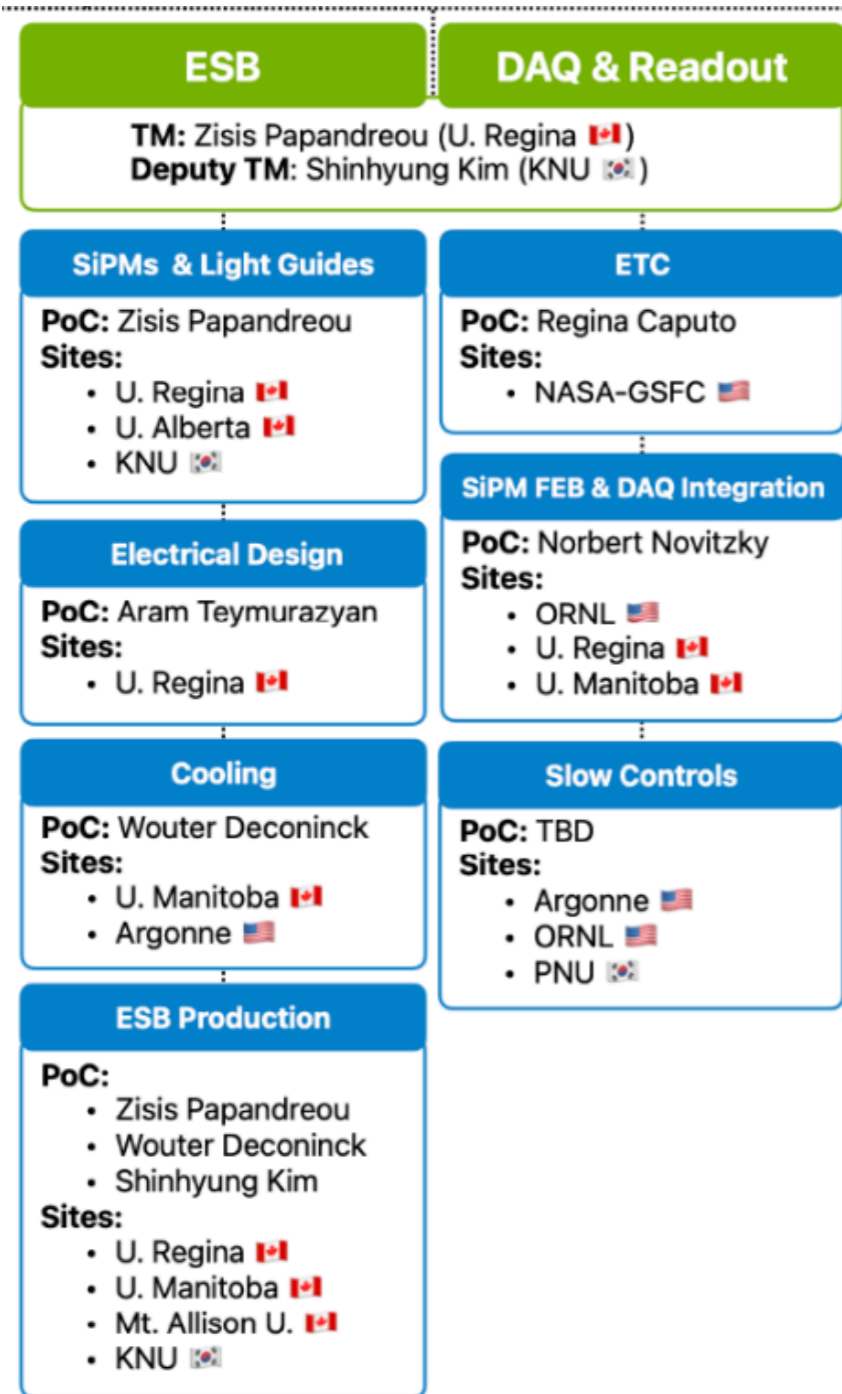 ESB
DAQ & Readout
TM: Zisis Papandreou (U. Regina 🇨🇦)
Deputy TM: Shinhyung Kim (KNU 🇰🇷)
SiPMs & Light Guides
PoC: Zisis Papandreou
Sites:
• U. Regina 🇨🇦
• U. Alberta 🇨🇦
• KNU 🇰🇷
Electrical Design
PoC: Aram Teymurazyan
Sites:
• U. Regina 🇨🇦
Cooling
PoC: Wouter Deconinck
Sites:
• U. Manitoba 🇨🇦
• Argonne 🇺🇸
ESB Production
PoC:
• Zisis Papandreou
• Wouter Deconinck
• Shinhyung Kim
Sites:
• U. Regina 🇨🇦
• U. Manitoba 🇨🇦
• Mt. Allison U. 🇨🇦
• KNU 🇰🇷
ETC
PoC: Regina Caputo
Sites:
• NASA-GSFC 🇺🇸
SiPM FEB & DAQ Integration
PoC: Norbert Novitzky
Sites:
• ORNL 🇺🇸
• U. Regina 🇨🇦
• U. Manitoba 🇨🇦
Slow Controls
PoC: TBD
Sites:
• Argonne 🇺🇸
• ORNL 🇺🇸
• PNU 🇰🇷